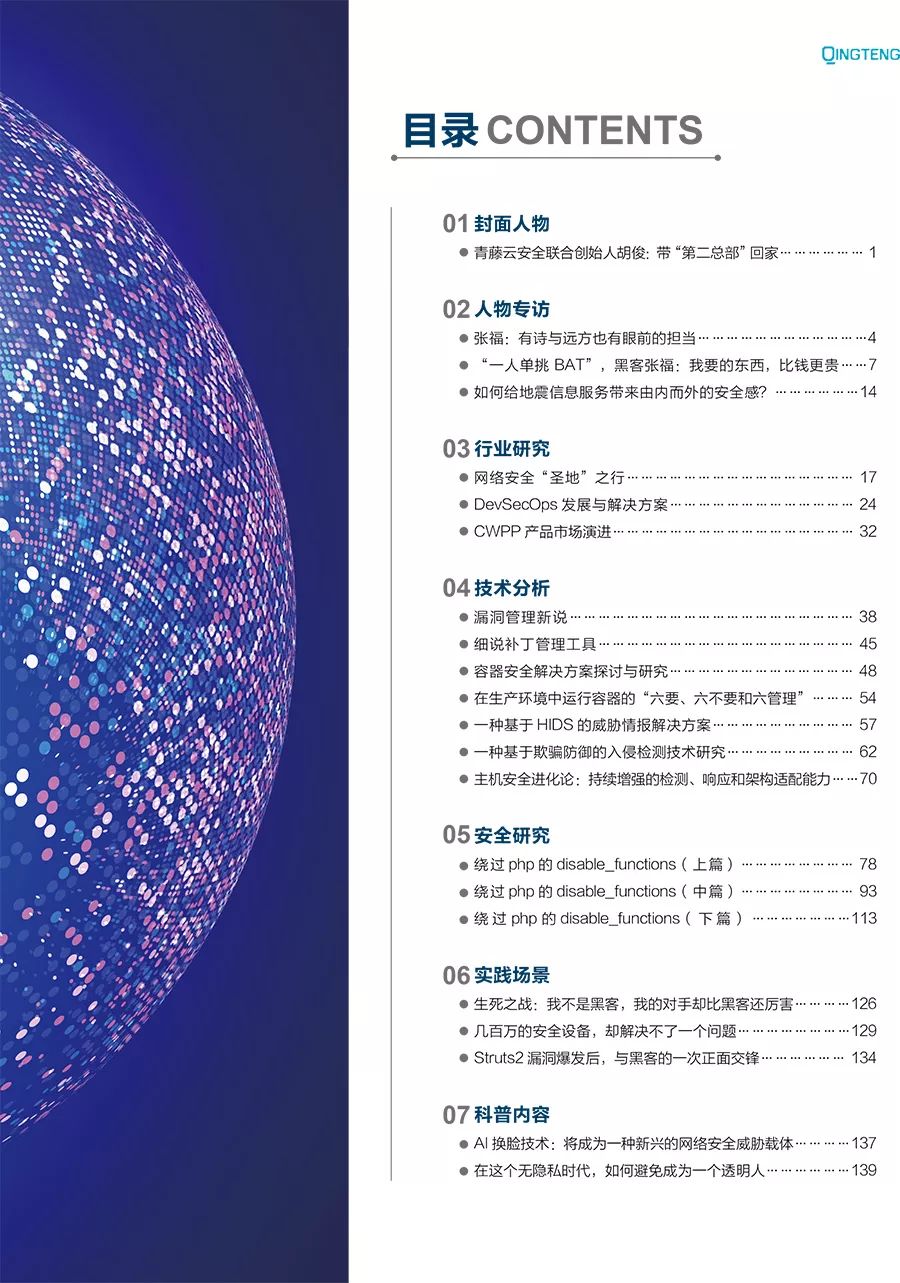 QINGTENG
目录 CONTENTS
01 封面人物
● 青藤云安全联合创始人胡俊：带“第二总部”回家……………… 1
02 人物专访
● 张福：有诗与远方也有眼前的担当………………………………4
● “一人单挑 BAT”，黑客张福：我要的东西，比钱更贵……7
● 如何给地震信息服务带来由内而外的安全感？………………14
03 行业研究
● 网络安全“圣地”之行………………………………………… 17
● DevSecOps 发展与解决方案………………………………… 24
● CWPP 产品市场演进…………………………………………… 32
04 技术分析
● 漏洞管理新说…………………………………………………… 38
● 细说补丁管理工具……………………………………………… 45
● 容器安全解决方案探讨与研究………………………………… 48
● 在生产环境中运行容器的“六要、六不要和六管理”……… 54
● 一种基于 HIDS 的威胁情报解决方案………………………… 57
● 一种基于欺骗防御的入侵检测技术研究……………………… 62
● 主机安全进化论：持续增强的检测、响应和架构适配能力……70
05 安全研究
● 绕过 php 的 disable_functions（上篇）…………………… 78
● 绕过 php 的 disable_functions（中篇）…………………… 93
● 绕过 php 的 disable_functions（下篇）…………………113
06 实践场景
● 生死之战：我不是黑客，我的对手却比黑客还厉害…………126
● 几百万的安全设备，却解决不了一个问题……………………129
● Struts2 漏洞爆发后，与黑客的一次正面交锋……………… 134
07 科普内容
● AI 换脸技术：将成为一种新兴的网络安全威胁载体…………137
● 在这个无隐私时代，如何避免成为一个透明人………………139